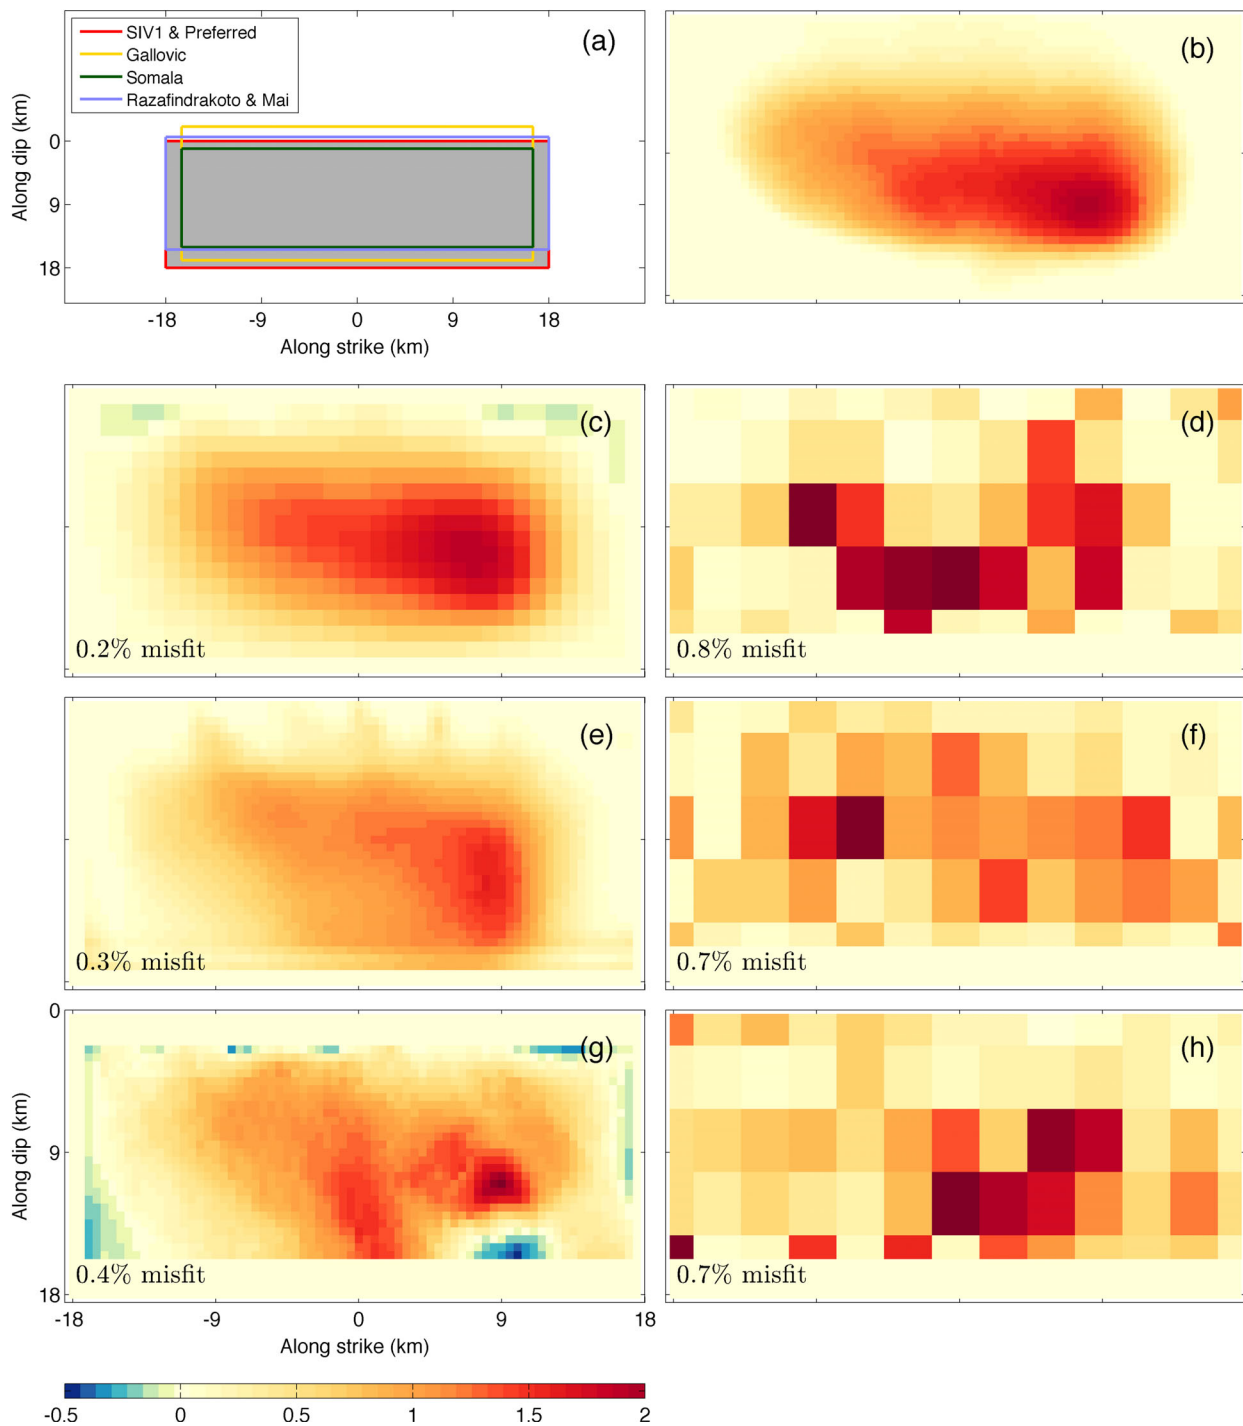 SIV1 & Preferred
Gallovic
Somala
Razafindrakoto & Mai
(a)
(b)
Along dip (km)
0
9
18
-18 -9 0 9 18
Along strike (km)
(c)
0.2% misfit
(d)
0.8% misfit
(e)
0.3% misfit
(f)
0.7% misfit
(g)
0.4% misfit
(h)
0.7% misfit
Along dip (km)
0
9
18
-18 -9 0 9 18
Along strike (km)
-0.5 0 0.5 1 1.5 2